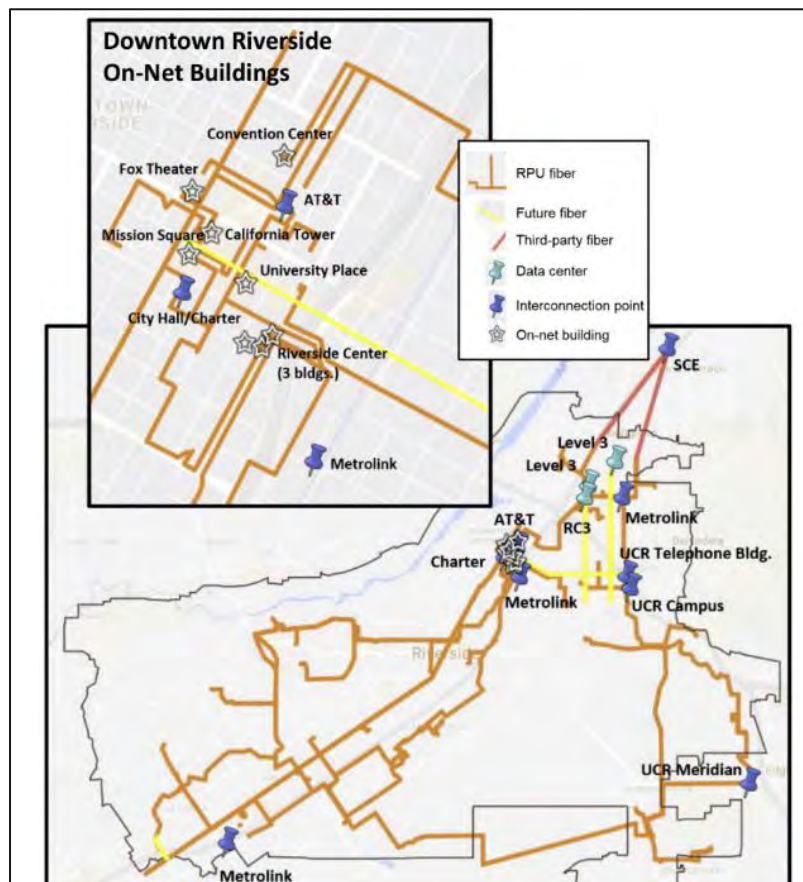 Downtown Riverside
On-Net Buildings
Convention Center
Fox Theater
AT&T
Mission Square
California Tower
University Place
City Hall/Charter
Riverside Center
(3 bldgs.)
Metrolink
RPU fiber
Future fiber
Third-party fiber
Data center
Interconnection point
On-net building
SCE
Level 3
Level 3
RC3
Metrolink
AT&T
UCR Telephone Bldg.
Charter
Metrolink
UCR Campus
Riverside
UCR Meridian
Metrolink